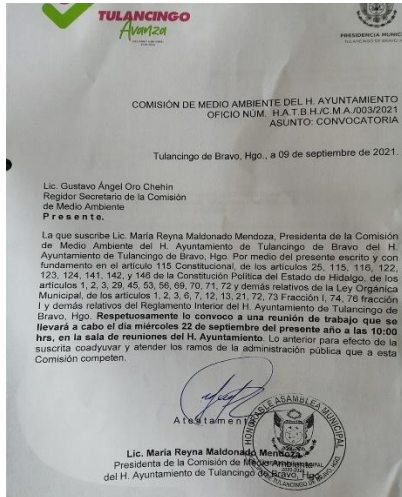 TULANCINGO
Avanza
PRESIDENCIA MUNIC
COMISIÓN DE MEDIO AMBIENTE DEL H. AYUNTAMIENTO
OFICIO NÚM. H.A.T.B.H./C.M.A./003/2021
ASUNTO: CONVOCATORIA
Tulancingo de Bravo, Hgo., a 09 de septiembre de 2021.
Lic. Gustavo Ángel Oro Chehin
Regidor Secretario de la Comisión
de Medio Ambiente
P r e s e n t e.
La que suscribe Lic. María Reyna Maldonado Mendoza, Presidenta de la Comisión
de Medio Ambiente del H. Ayuntamiento de Tulancingo de Bravo del H.
Ayuntamiento de Tulancingo de Bravo, Hgo. Por medio del presente escrito y con
fundamento en el artículo 115 Constitucional, de los artículos 25, 115, 116, 122,
123, 124, 141, 142, y 146 de la Constitución Política del Estado de Hidalgo, de los
artículos 1, 2, 3, 29, 45, 53, 56, 69, 70, 71, 72 y demás relativos de la Ley Orgánica
Municipal, de los artículos 1, 2, 3, 6, 7, 12, 13, 21, 72, 73 Fracción I, 74, 76 fracción
I y demás relativos del Reglamento Interior del H. Ayuntamiento de Tulancingo de
Bravo, Hgo. Respetuosamente lo convoco a una reunión de trabajo que se
llevará a cabo el día miércoles 22 de septiembre del presente año a las 10:00
hrs, en la sala de reuniones del H. Ayuntamiento. Lo anterior para efecto de la
suscrita coadyuvar y atender los ramos de la administración pública que a esta
Comisión competen.
A t e n t a m e n t e
HONORABLE ASAMBLEA MUNICIPAL
Lic. María Reyna Maldonado Mendoza
Presidenta de la Comisión de Medio Ambiente
del H. Ayuntamiento de Tulancingo de Bravo, Hgo.